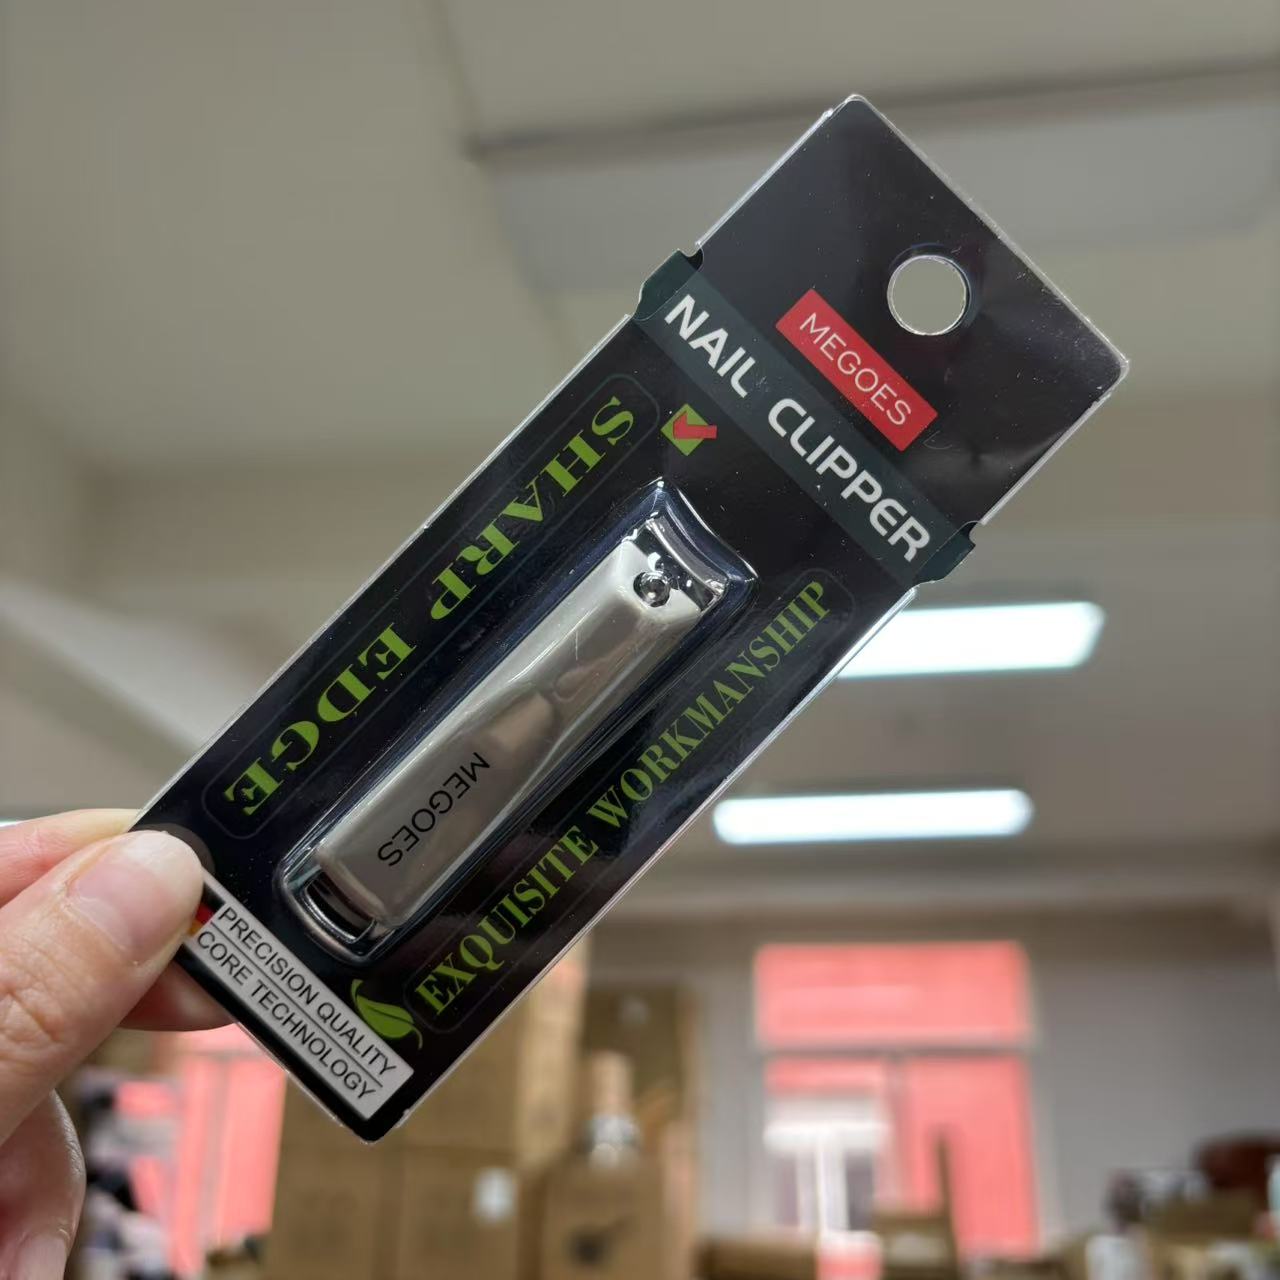 MEGOES
NAIL CLIPPER
SHARP EDGE
MEGOES
EXQUISITE WORKMANSHIP
PRECISION QUALITY
CORE TECHNOLOGY